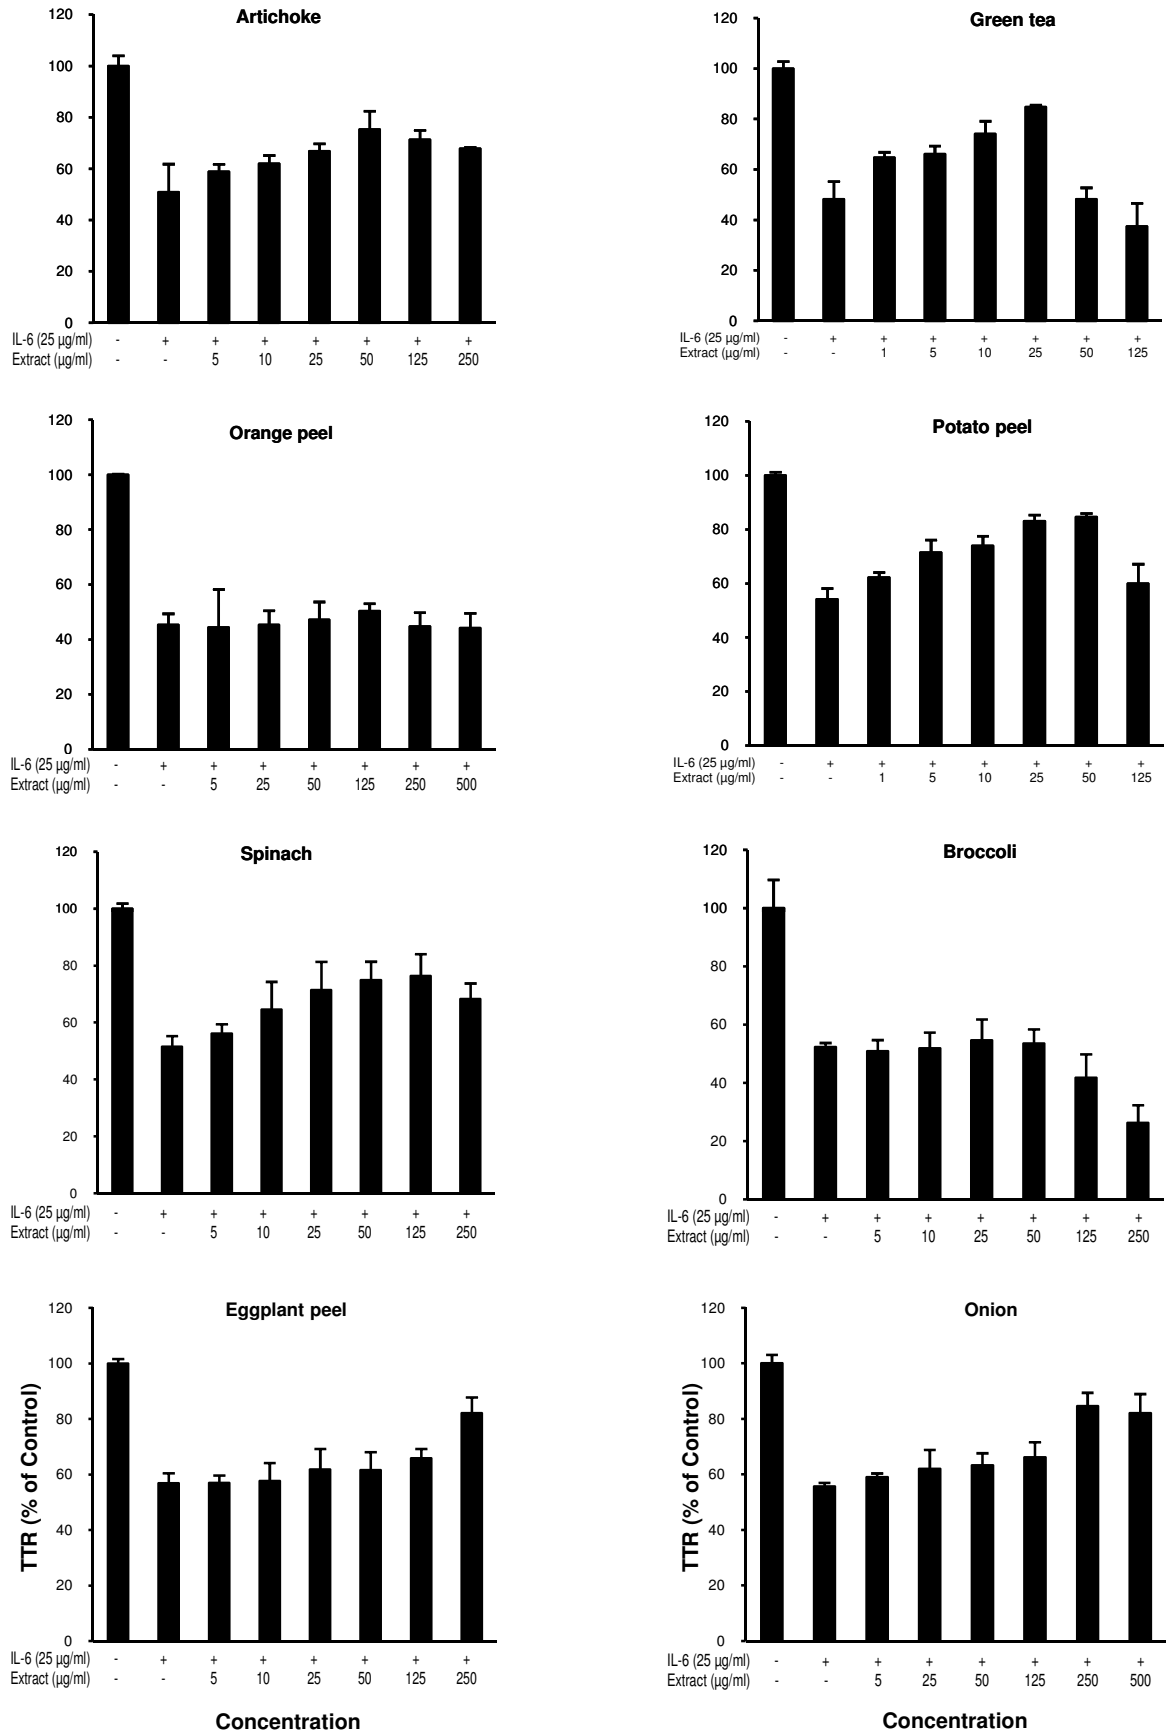 Artichoke
120
100
80
60
40
20
0
IL-6 (25 µg/ml) - + + + + + + +
Extract (µg/ml) - - 5 10 25 50 125 250
Green tea
120
100
80
60
40
20
0
IL-6 (25 µg/ml) - + + + + + + +
Extract (µg/ml) - - 1 5 10 25 50 125
Orange peel
120
100
80
60
40
20
0
IL-6 (25 µg/ml) - + + + + + + +
Extract (µg/ml) - - 5 25 50 125 250 500
Potato peel
120
100
80
60
40
20
0
IL-6 (25 µg/ml) - + + + + + + +
Extract (µg/ml) - - 1 5 10 25 50 125
Spinach
120
100
80
60
40
20
0
IL-6 (25 µg/ml) - + + + + + + +
Extract (µg/ml) - - 5 10 25 50 125 250
Broccoli
120
100
80
60
40
20
0
IL-6 (25 µg/ml) - + + + + + + +
Extract (µg/ml) - - 5 10 25 50 125 250
Eggplant peel
TTR (% of Control)
120
100
80
60
40
20
0
IL-6 (25 µg/ml) - + + + + + + +
Extract (µg/ml) - - 5 10 25 50 125 250
Concentration
Onion
TTR (% of Control)
120
100
80
60
40
20
0
IL-6 (25 µg/ml) - + + + + + + +
Extract (µg/ml) - - 5 25 50 125 250 500
Concentration